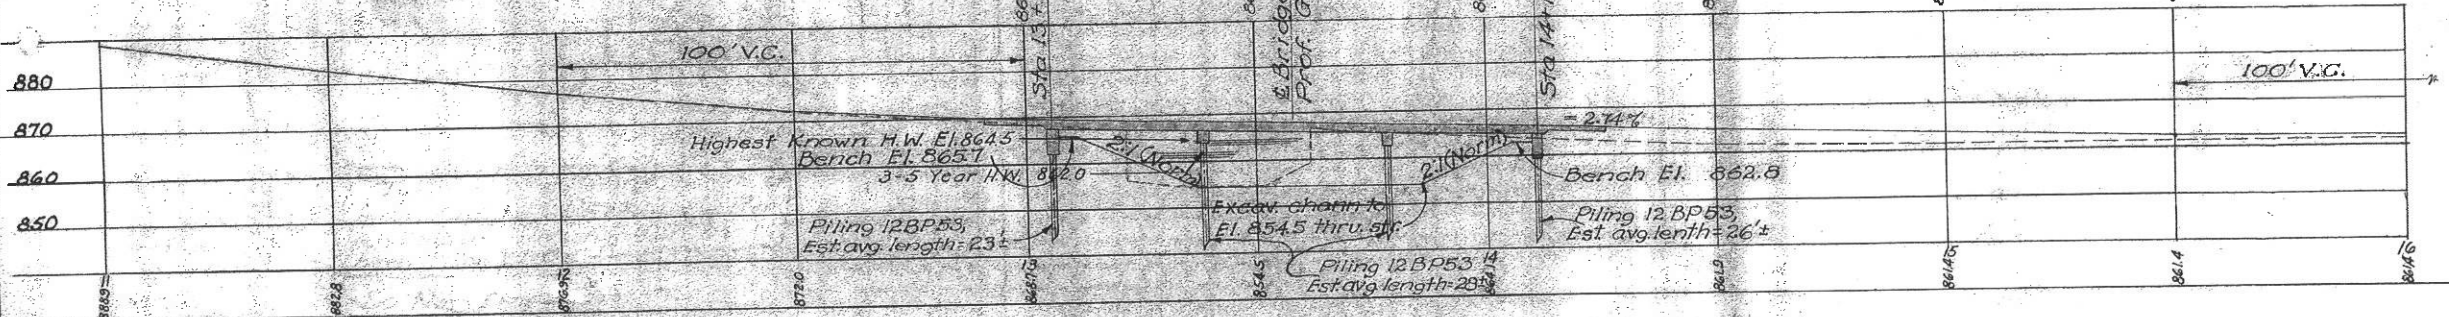 100' V.C.
Sta 13+
℄ Bridge
Prof. G
Sta 14+
100' V.C.
880
870
860
850
- 2.74%
Highest Known H.W. El. 864.5
Bench El. 865.7
3-5 Year H.W. 862.0
2:1 (Norm)
2:1 (Norm)
Bench El. 862.8
Piling 12BP53,
Est. avg. length=23'±
Excav. chann to
El. 854.5 thru. str.
Piling 12 BP53,
Est. avg. lenth=26'±
Piling 12 BP53
Est. avg. length=28'±
11
12
13
14
15
16
882.8
872.0
854.5
861.9
861.4